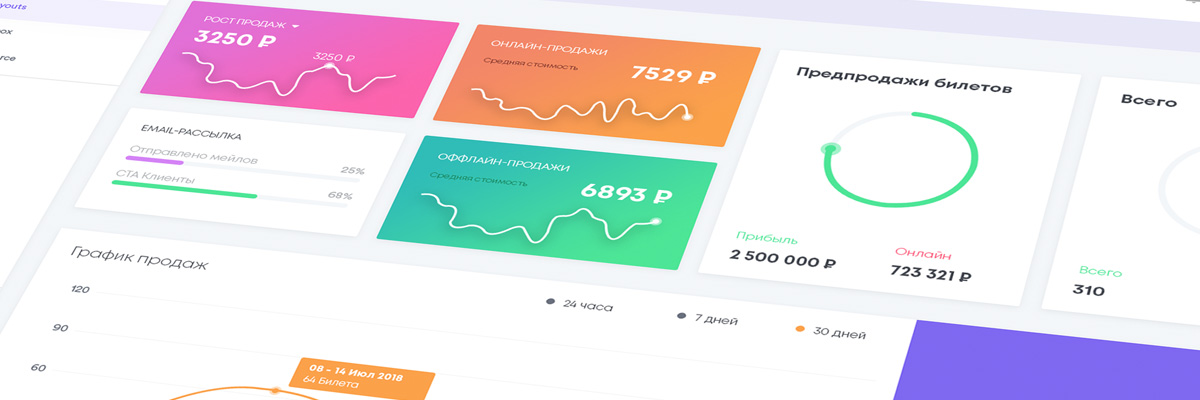 youts
ox
rce
РОСТ ПРОДАЖ
3250 ₽
3250 ₽
ОНЛАЙН-ПРОДАЖИ
Средняя стоимость
7529 ₽
EMAIL-РАССЫЛКА
Отправлено мейлов
25%
CTA Клиенты
68%
ОФФЛАЙН-ПРОДАЖИ
Средняя стоимость
6893 ₽
Предпродажи билетов
Прибыль
2 500 000 ₽
Онлайн
723 321 ₽
Всего
Всего
310
График продаж
24 часа
7 дней
30 дней
120
90
60
08 - 14 Июл 2018
64 Билета